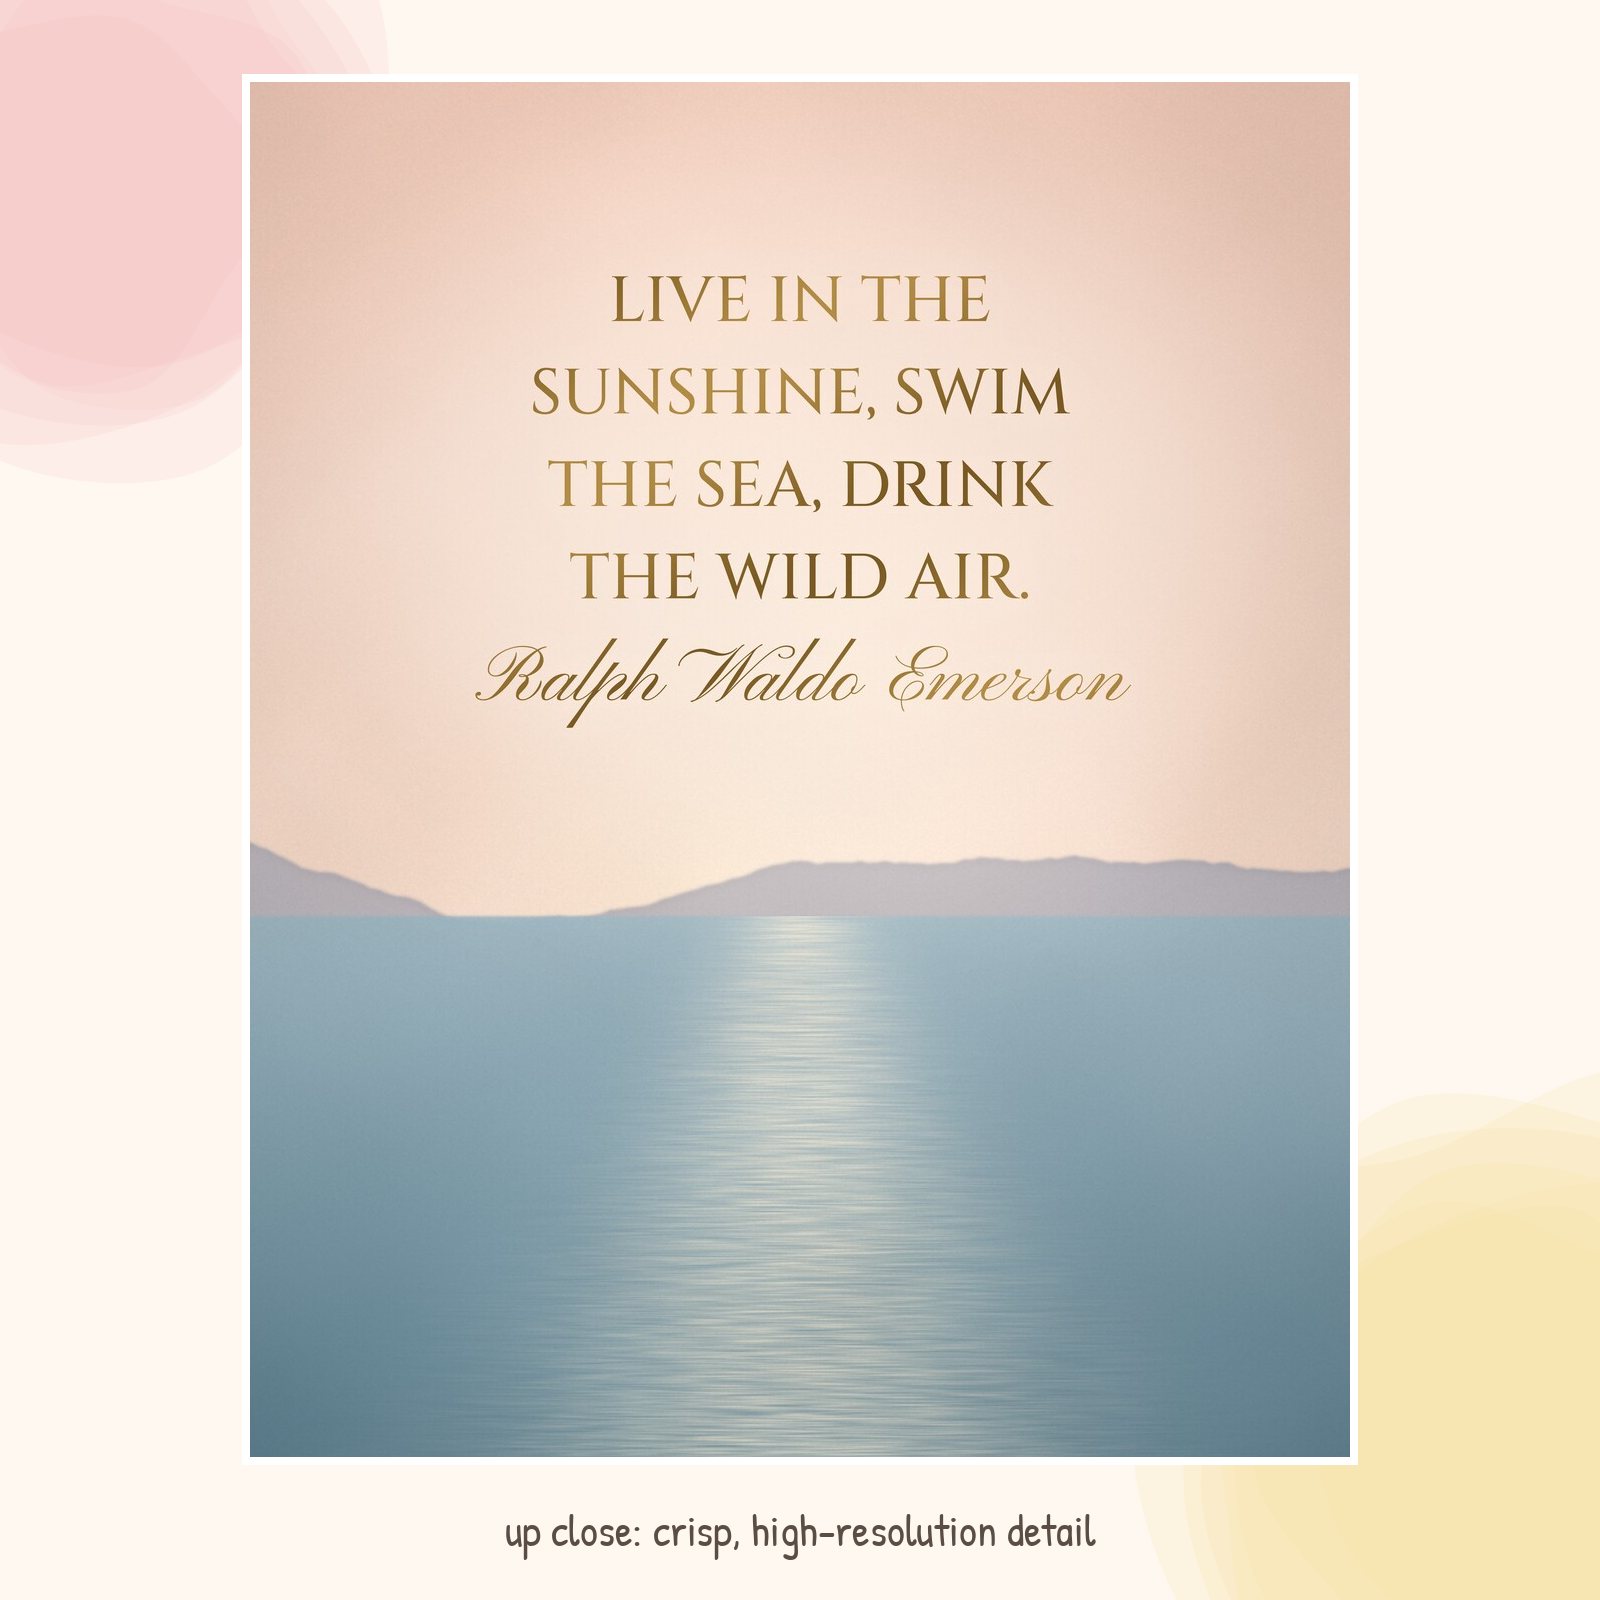 LIVE IN THE
SUNSHINE, SWIM
THE SEA, DRINK
THE WILD AIR.
Ralph Waldo Emerson
up close: crisp, high-resolution detail